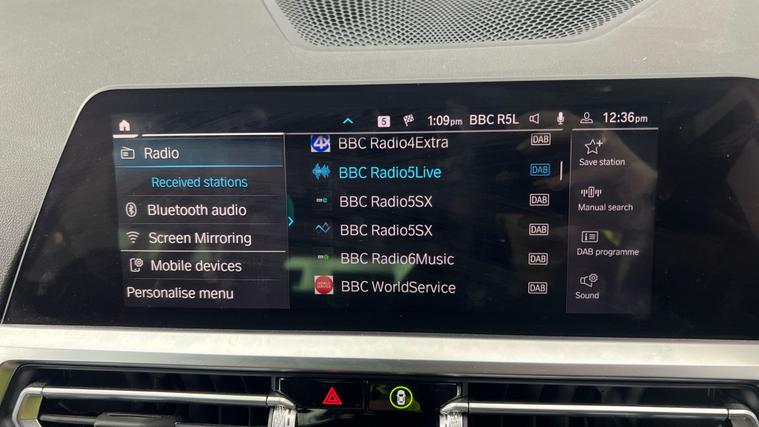 5 1:09pm BBC R5L 12:36pm
Radio
Received stations
Bluetooth audio
Screen Mirroring
Mobile devices
Personalise menu
4 BBC Radio4Extra DAB
BBC Radio5Live DAB
BBC Radio5SX DAB
BBC Radio5SX DAB
BBC Radio6Music DAB
BBC WorldService DAB
Save station
Manual search
DAB programme
Sound